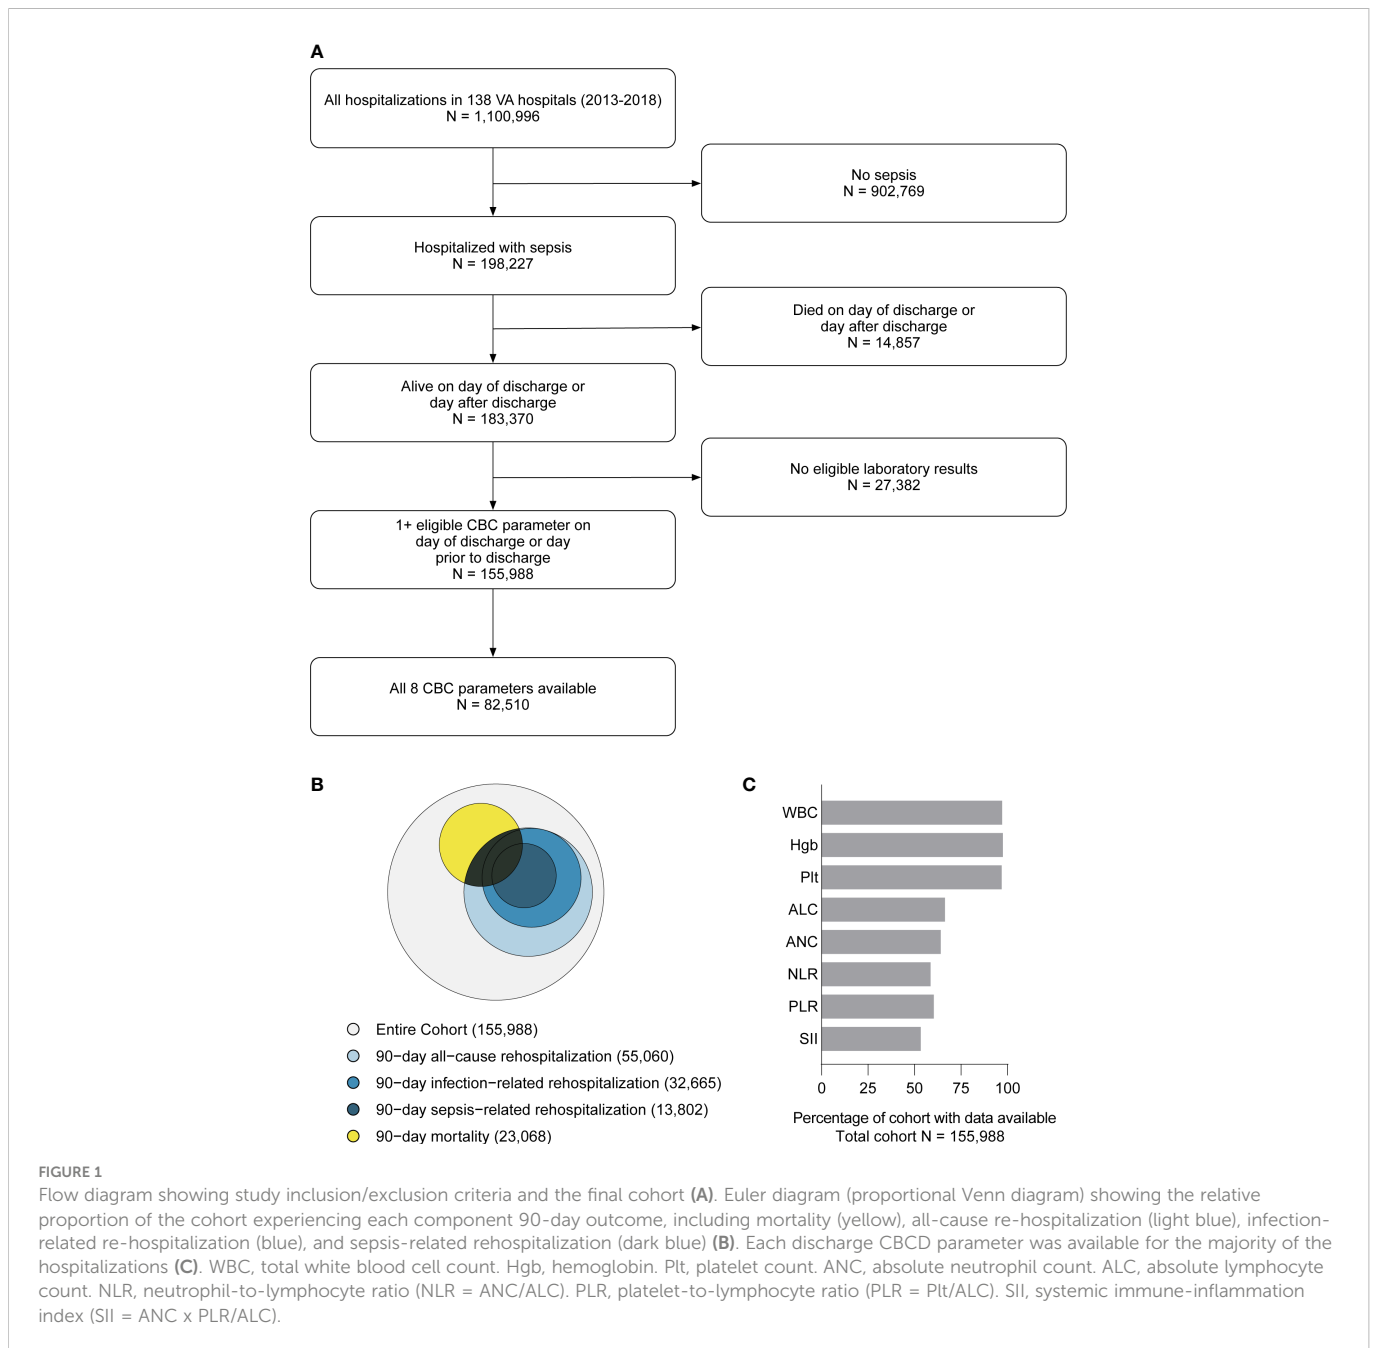 A
All hospitalizations in 138 VA hospitals (2013-2018)
N = 1,100,996
No sepsis
N = 902,769
Hospitalized with sepsis
N = 198,227
Died on day of discharge or
day after discharge
N = 14,857
Alive on day of discharge or
day after discharge
N = 183,370
No eligible laboratory results
N = 27,382
1+ eligible CBC parameter on
day of discharge or day
prior to discharge
N = 155,988
All 8 CBC parameters available
N = 82,510
B
Entire Cohort (155,988)
90−day all−cause rehospitalization (55,060)
90−day infection−related rehospitalization (32,665)
90−day sepsis−related rehospitalization (13,802)
90−day mortality (23,068)
C
WBC
Hgb
Plt
ALC
ANC
NLR
PLR
SII
0 25 50 75 100
Percentage of cohort with data available
Total cohort N = 155,988
FIGURE 1
Flow diagram showing study inclusion/exclusion criteria and the final cohort (A). Euler diagram (proportional Venn diagram) showing the relative
proportion of the cohort experiencing each component 90-day outcome, including mortality (yellow), all-cause re-hospitalization (light blue), infection-
related re-hospitalization (blue), and sepsis-related rehospitalization (dark blue) (B). Each discharge CBCD parameter was available for the majority of the
hospitalizations (C). WBC, total white blood cell count. Hgb, hemoglobin. Plt, platelet count. ANC, absolute neutrophil count. ALC, absolute lymphocyte
count. NLR, neutrophil-to-lymphocyte ratio (NLR = ANC/ALC). PLR, platelet-to-lymphocyte ratio (PLR = Plt/ALC). SII, systemic immune-inflammation
index (SII = ANC x PLR/ALC).